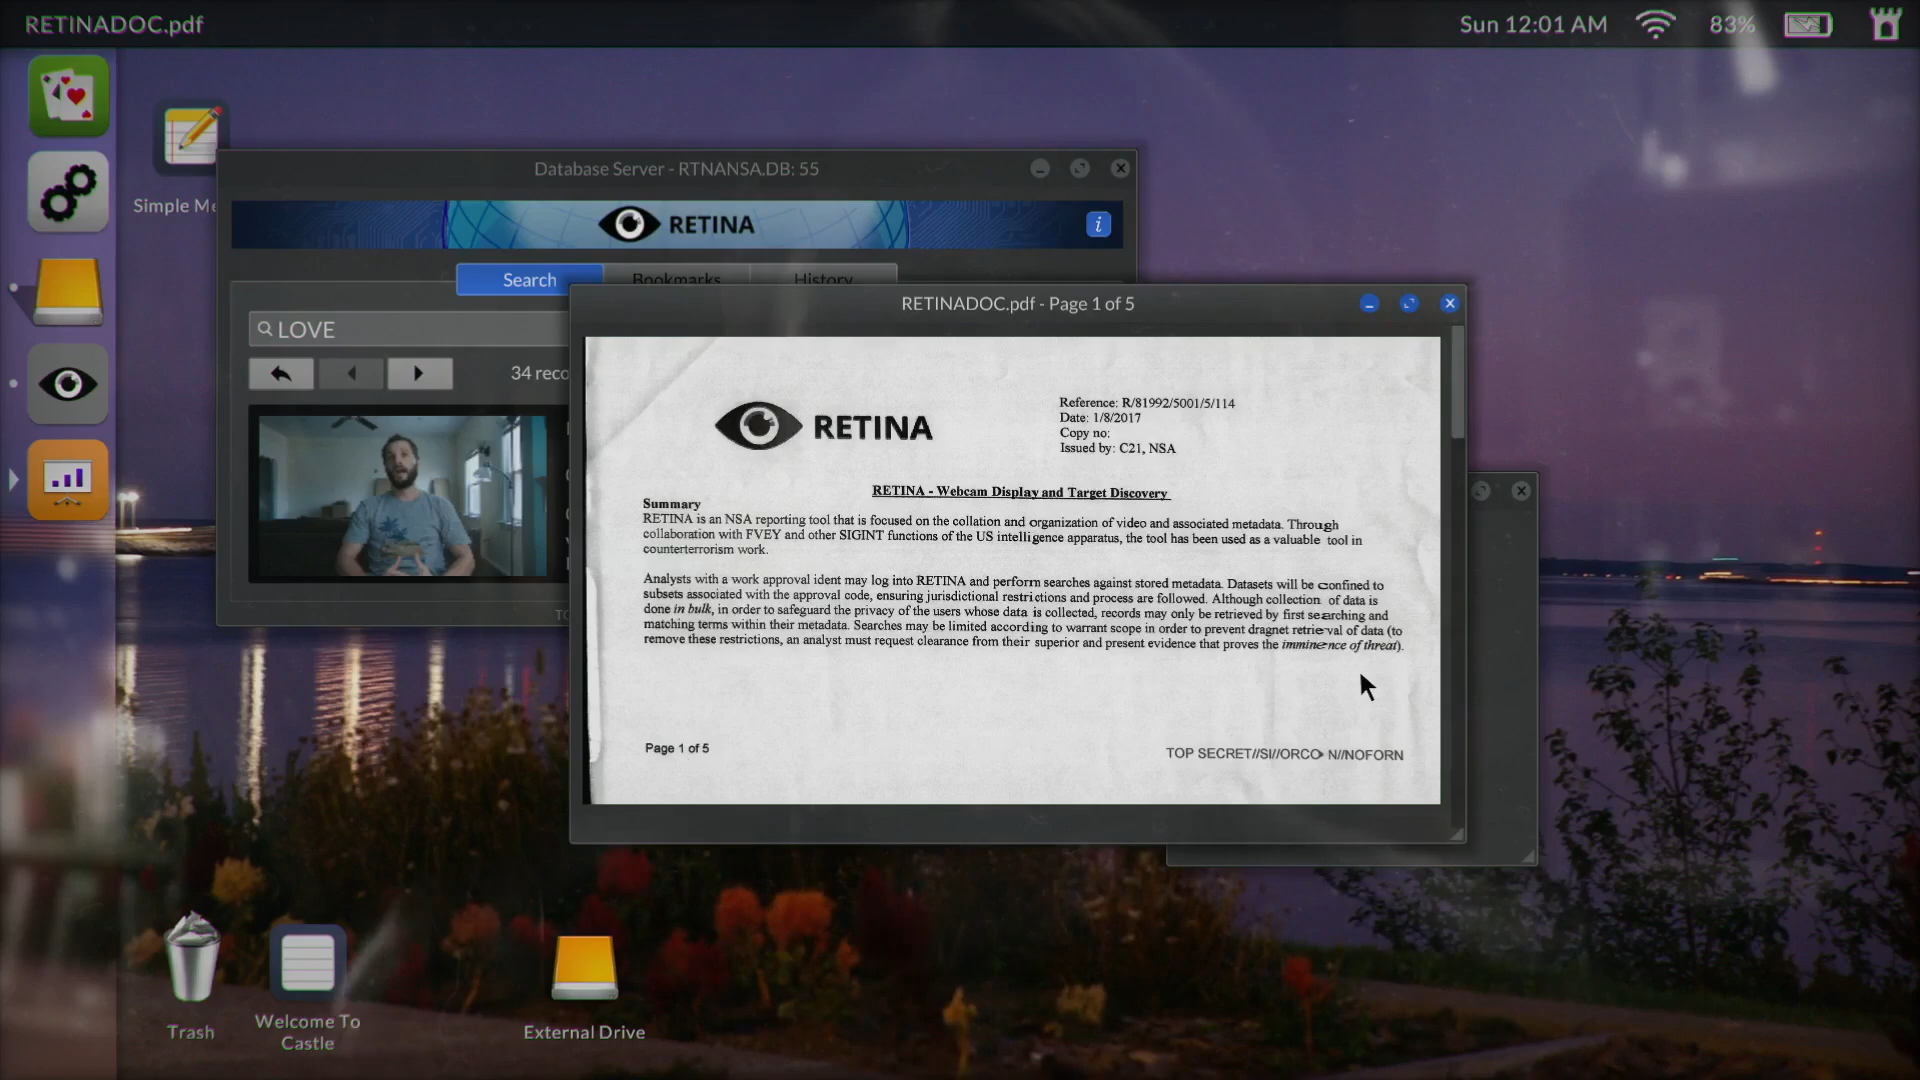 RETINADOC.pdf
Sun 12:01 AM
83%
Simple Me
Database Server - RTNANSA.DB: 55
RETINA
i
Search
Bookmarks
History
LOVE
34 reco
RETINADOC.pdf - Page 1 of 5
RETINA
Reference: R/81992/5001/5/114
Date: 1/8/2017
Copy no:
Issued by: C21, NSA
RETINA - Webcam Display and Target Discovery
Summary
RETINA is an NSA reporting tool that is focused on the collation and organization of video and associated metadata. Through
collaboration with FVEY and other SIGINT functions of the US intelligence apparatus, the tool has been used as a valuable tool in
counterterrorism work.
Analysts with a work approval ident may log into RETINA and perform searches against stored metadata. Datasets will be confined to
subsets associated with the approval code, ensuring jurisdictional restrictions and process are followed. Although collection of data is
done in bulk, in order to safeguard the privacy of the users whose data is collected, records may only be retrieved by first searching and
matching terms within their metadata. Searches may be limited according to warrant scope in order to prevent dragnet retrieval of data (to
remove these restrictions, an analyst must request clearance from their superior and present evidence that proves the imminence of threat).
Page 1 of 5
TOP SECRET//SI//ORCON//NOFORN
TO
Trash
Welcome To
Castle
External Drive